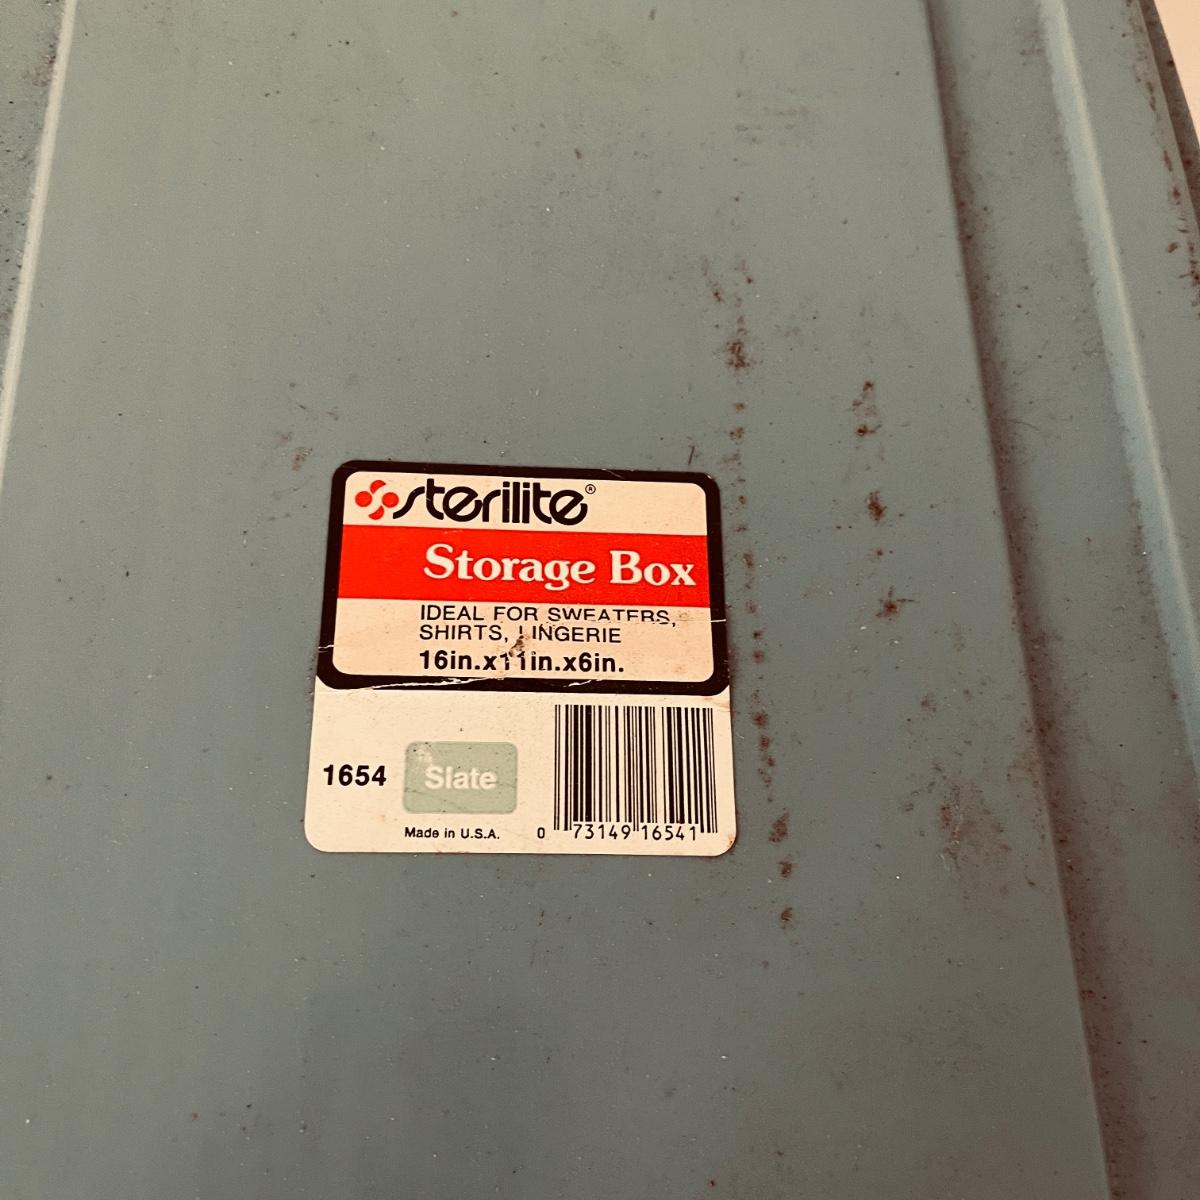 sterilite®
Storage Box
IDEAL FOR SWEATERS,
SHIRTS, LINGERIE
16in.x11in.x6in.
1654
Slate
Made in U.S.A.
0 73149 16541